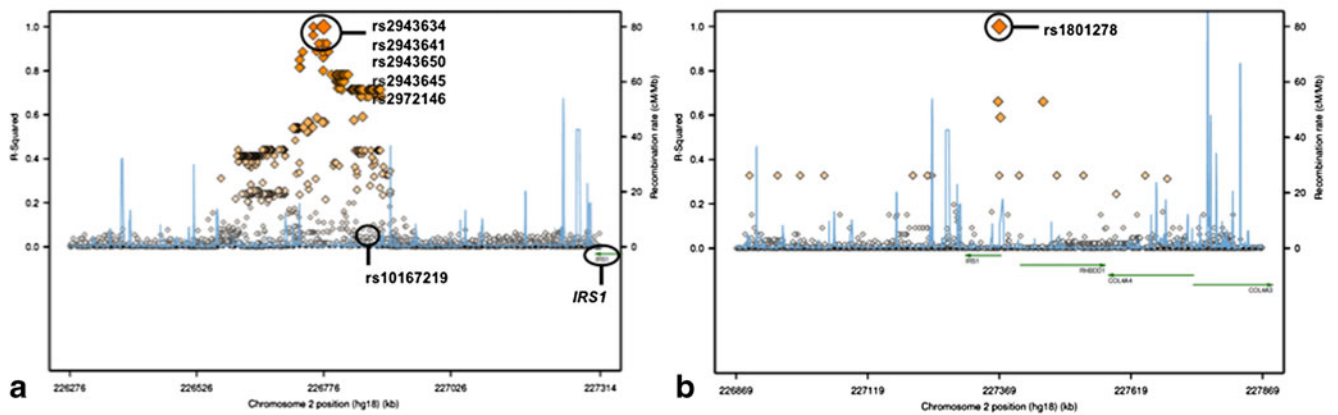 rs2943634
rs2943641
rs2943650
rs2943645
rs2972146
1.0
0.8
0.6
0.4
0.2
0.0
R-Squared
80
60
40
20
0
Recombination rate (cM/Mb)
rs10167219
IRS1
IRS1
226276
226526
226776
227026
227314
Chromosome 2 position (hg18) (kb)
a
rs1801278
1.0
0.8
0.6
0.4
0.2
0.0
R-Squared
80
60
40
20
0
Recombination rate (cM/Mb)
IRS1
RHBDD1
COL4A4
COL4A3
226869
227119
227369
227619
227869
Chromosome 2 position (hg18) (kb)
b